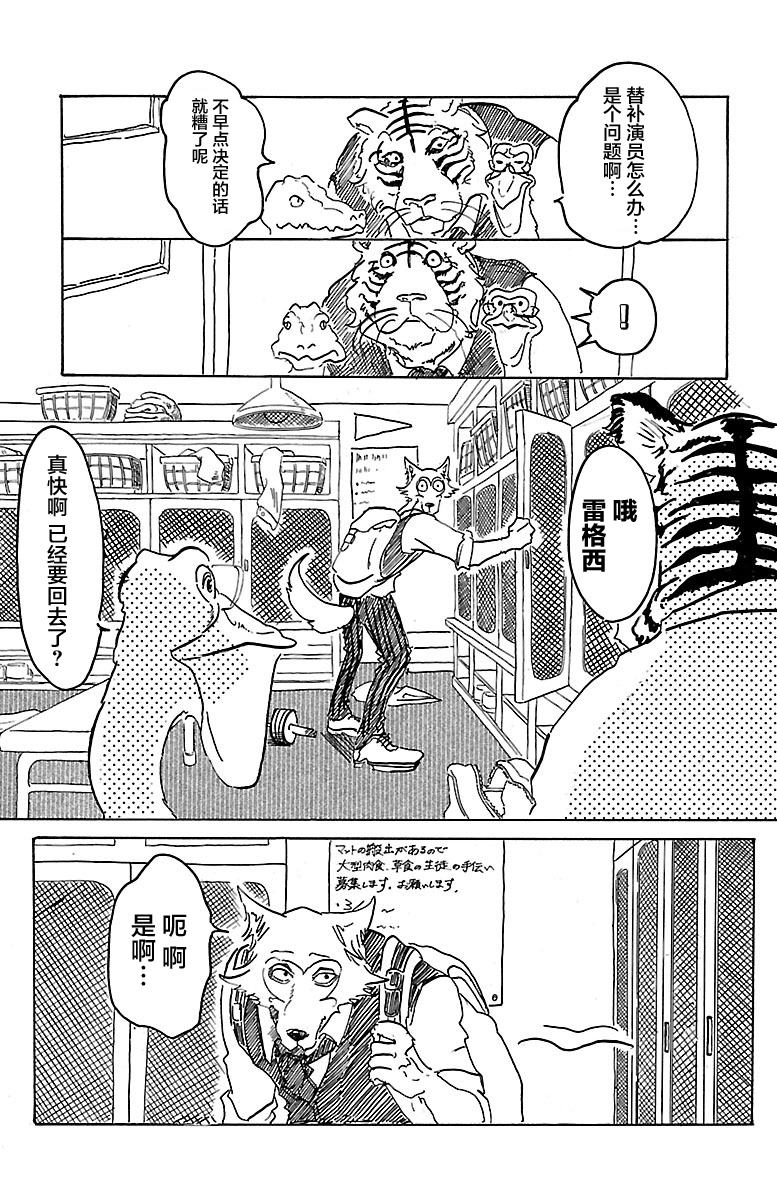 替补演员怎么办…
是个问题啊…
不早点决定的话
就糟了呢
！
哦
雷格西
真快啊 已经要回去了？
マットの搬出があるので
大型肉食、草食の生徒の手伝い
募集します。お願いします。
呃啊
是啊…